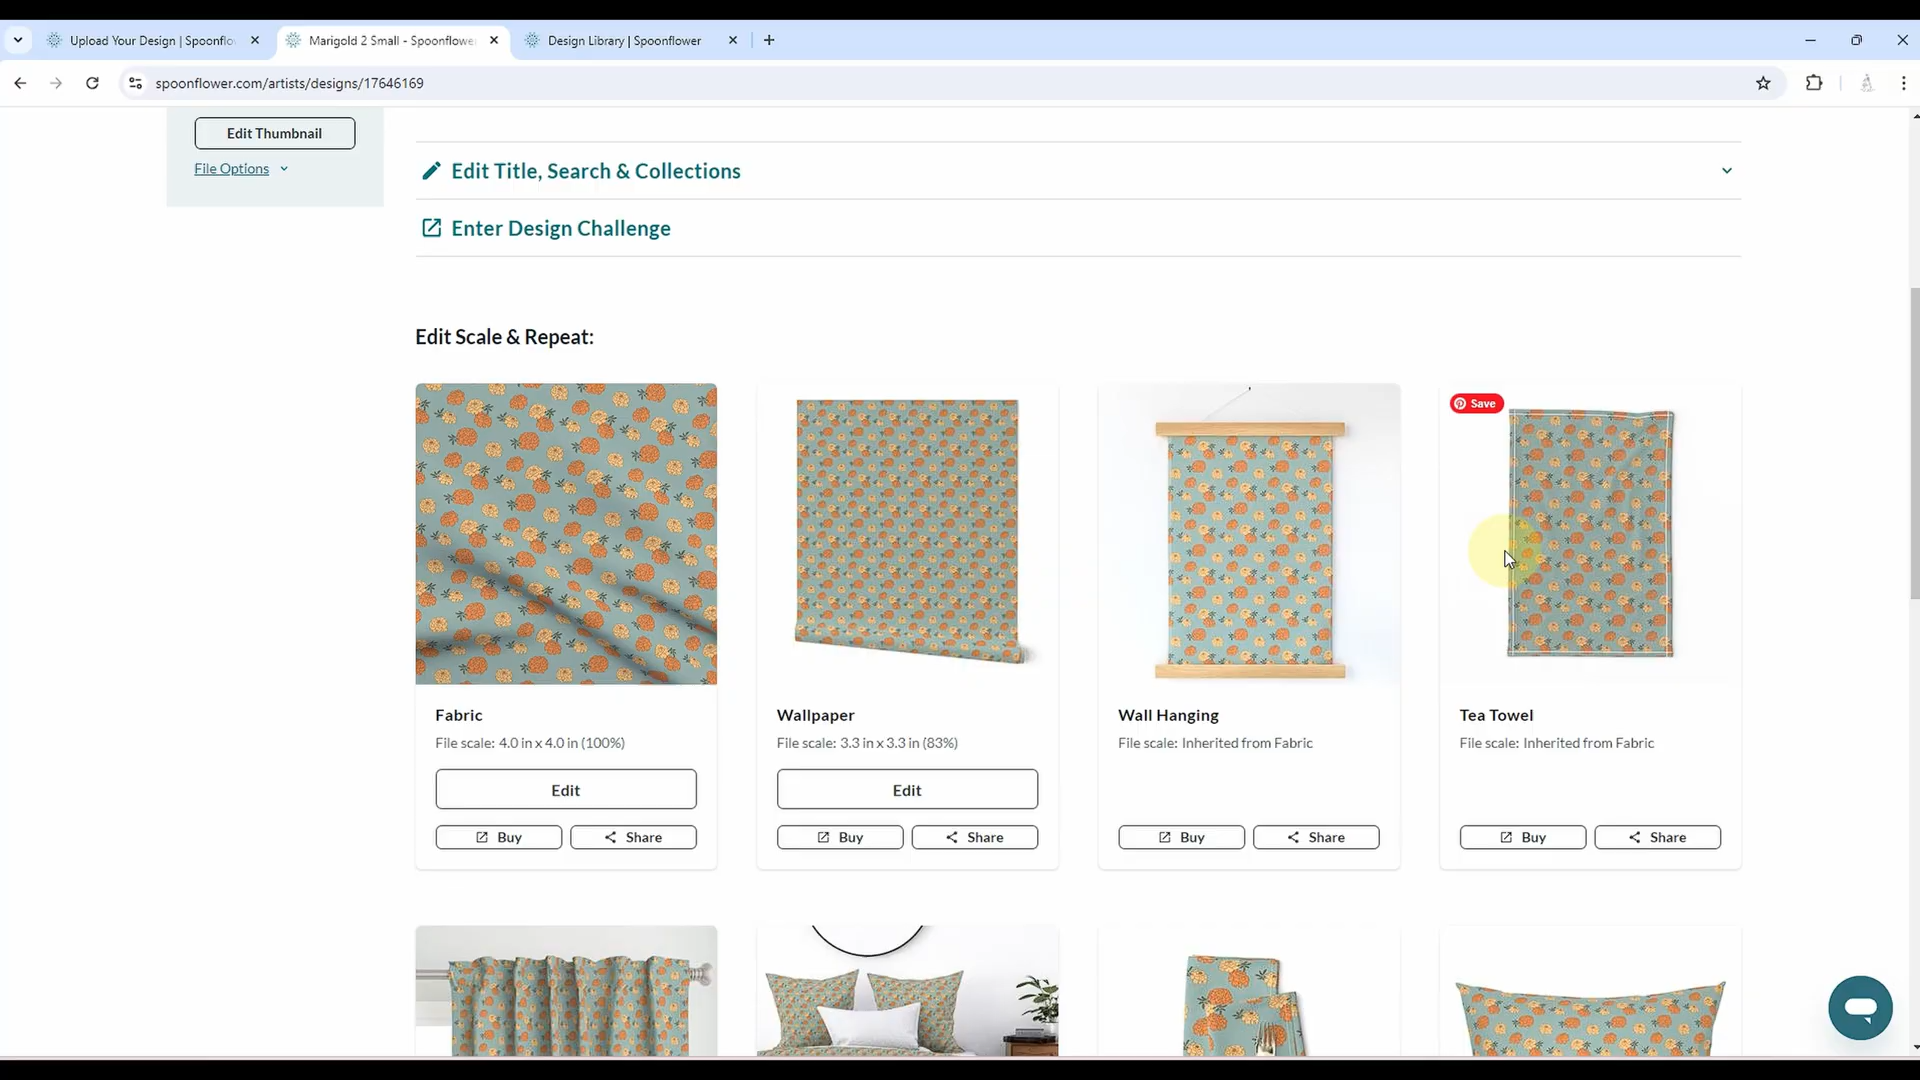 Upload Your Design | Spoonflo
Marigold 2 Small - Spoonflowe
Design Library | Spoonflower
spoonflower.com/artists/designs/17646169
Edit Thumbnail
File Options
Edit Title, Search & Collections
Enter Design Challenge
Edit Scale & Repeat:
Save
Fabric
File scale: 4.0 in x 4.0 in (100%)
Edit
Buy
Share
Wallpaper
File scale: 3.3 in x 3.3 in (83%)
Edit
Buy
Share
Wall Hanging
File scale: Inherited from Fabric
Buy
Share
Tea Towel
File scale: Inherited from Fabric
Buy
Share